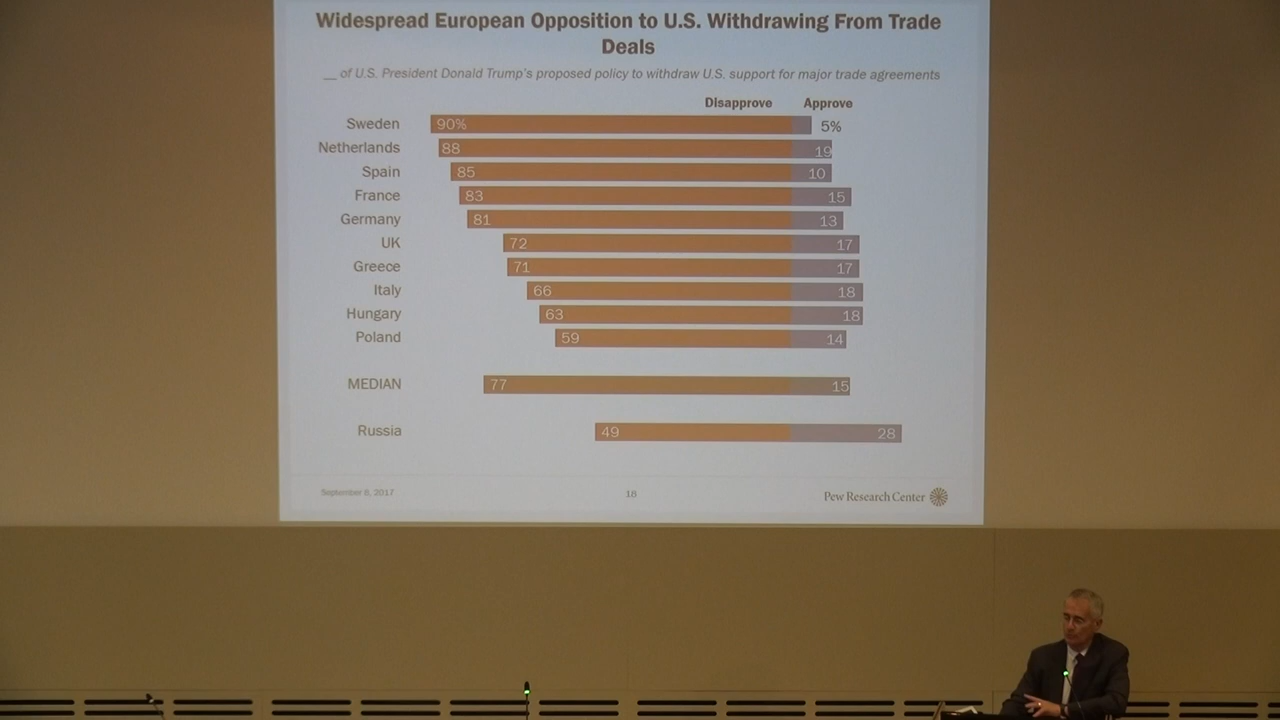 Widespread European Opposition to U.S. Withdrawing From Trade
Deals
__ of U.S. President Donald Trump's proposed policy to withdraw U.S. support for major trade agreements
Disapprove Approve
Sweden 90% 5%
Netherlands 88 19
Spain 85 10
France 83 15
Germany 81 13
UK 72 17
Greece 71 17
Italy 66 18
Hungary 63 18
Poland 59 14
MEDIAN 77 15
Russia 49 28
September 6, 2017 16 Pew Research Center